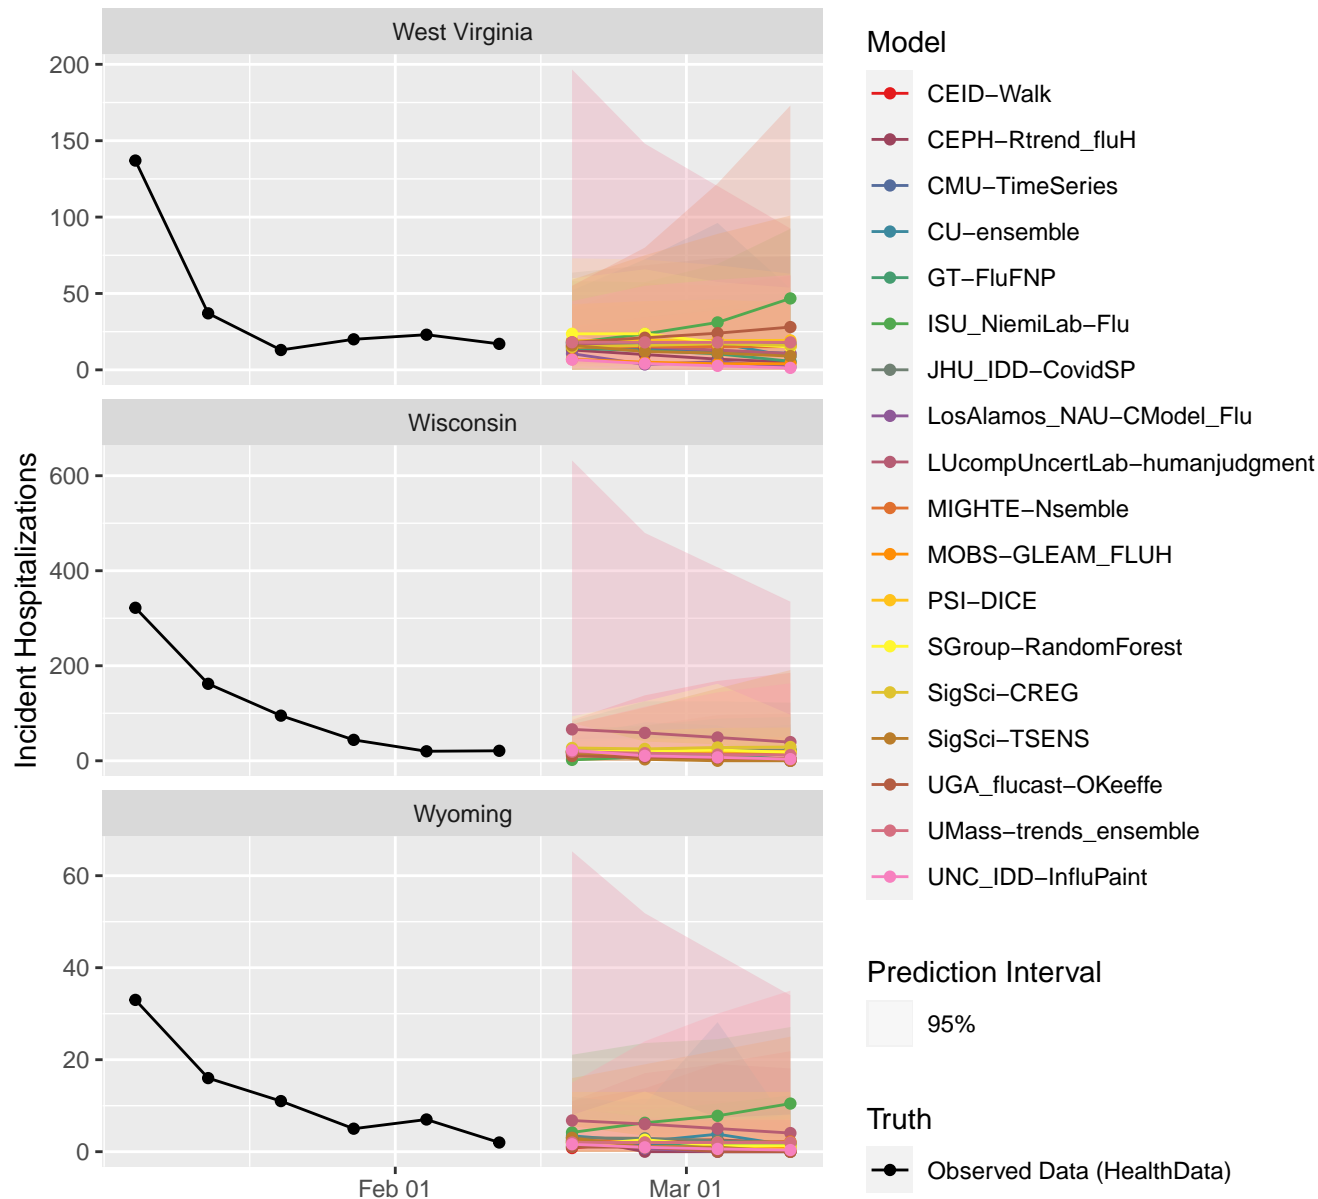 West Virginia
200
150
100
50
0
Wisconsin
600
400
200
0
Wyoming
60
40
20
0
Feb 01
Mar 01
Incident Hospitalizations
Model
CEID−Walk
CEPH−Rtrend_fluH
CMU−TimeSeries
CU−ensemble
GT−FluFNP
ISU_NiemiLab−Flu
JHU_IDD−CovidSP
LosAlamos_NAU−CModel_Flu
LUcompUncertLab−humanjudgment
MIGHTE−Nsemble
MOBS−GLEAM_FLUH
PSI−DICE
SGroup−RandomForest
SigSci−CREG
SigSci−TSENS
UGA_flucast−OKeeffe
UMass−trends_ensemble
UNC_IDD−InfluPaint
Prediction Interval
95%
Truth
Observed Data (HealthData)